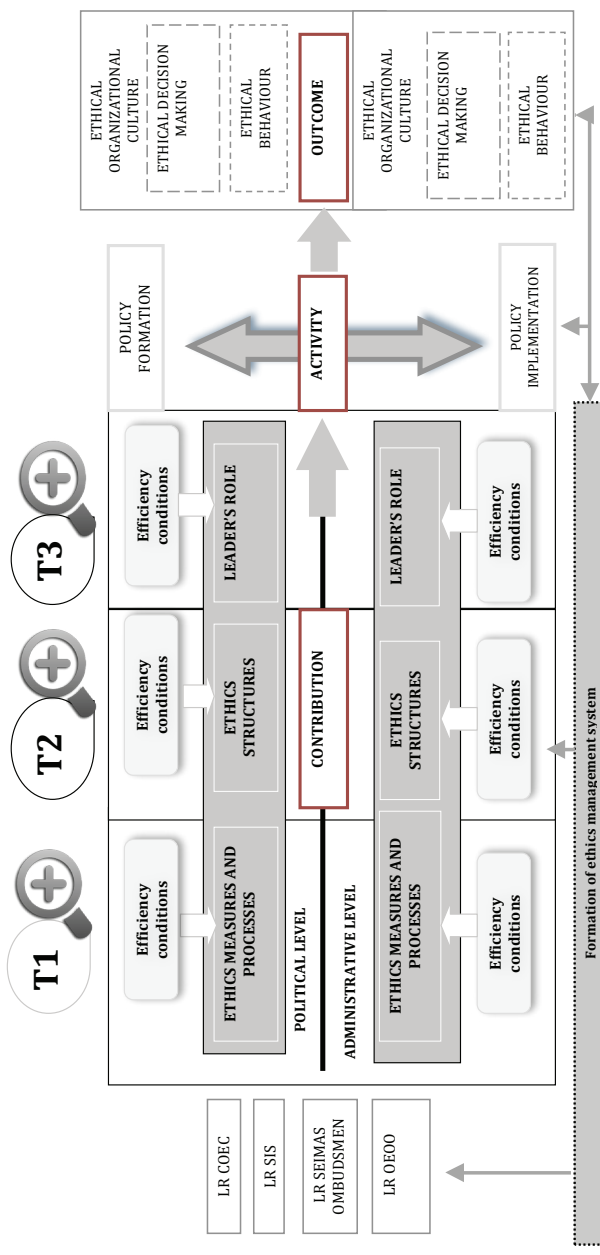 T1
T2
T3
LR COEC
LR SIS
LR SEIMAS
OMBUDSMEN
LR OEOO
Efficiency
conditions
Efficiency
conditions
Efficiency
conditions
ETHICS MEASURES AND
PROCESSES
ETHICS
STRUCTURES
LEADER'S ROLE
POLITICAL LEVEL
CONTRIBUTION
ADMINISTRATIVE LEVEL
ETHICS MEASURES AND
PROCESSES
ETHICS
STRUCTURES
LEADER'S ROLE
Efficiency
conditions
Efficiency
conditions
Efficiency
conditions
POLICY
FORMATION
ACTIVITY
POLICY
IMPLEMENTATION
ETHICAL
ORGANIZATIONAL
CULTURE
ETHICAL DECISION
MAKING
ETHICAL
BEHAVIOUR
OUTCOME
ETHICAL
ORGANIZATIONAL
CULTURE
ETHICAL DECISION
MAKING
ETHICAL
BEHAVIOUR
Formation of ethics management system